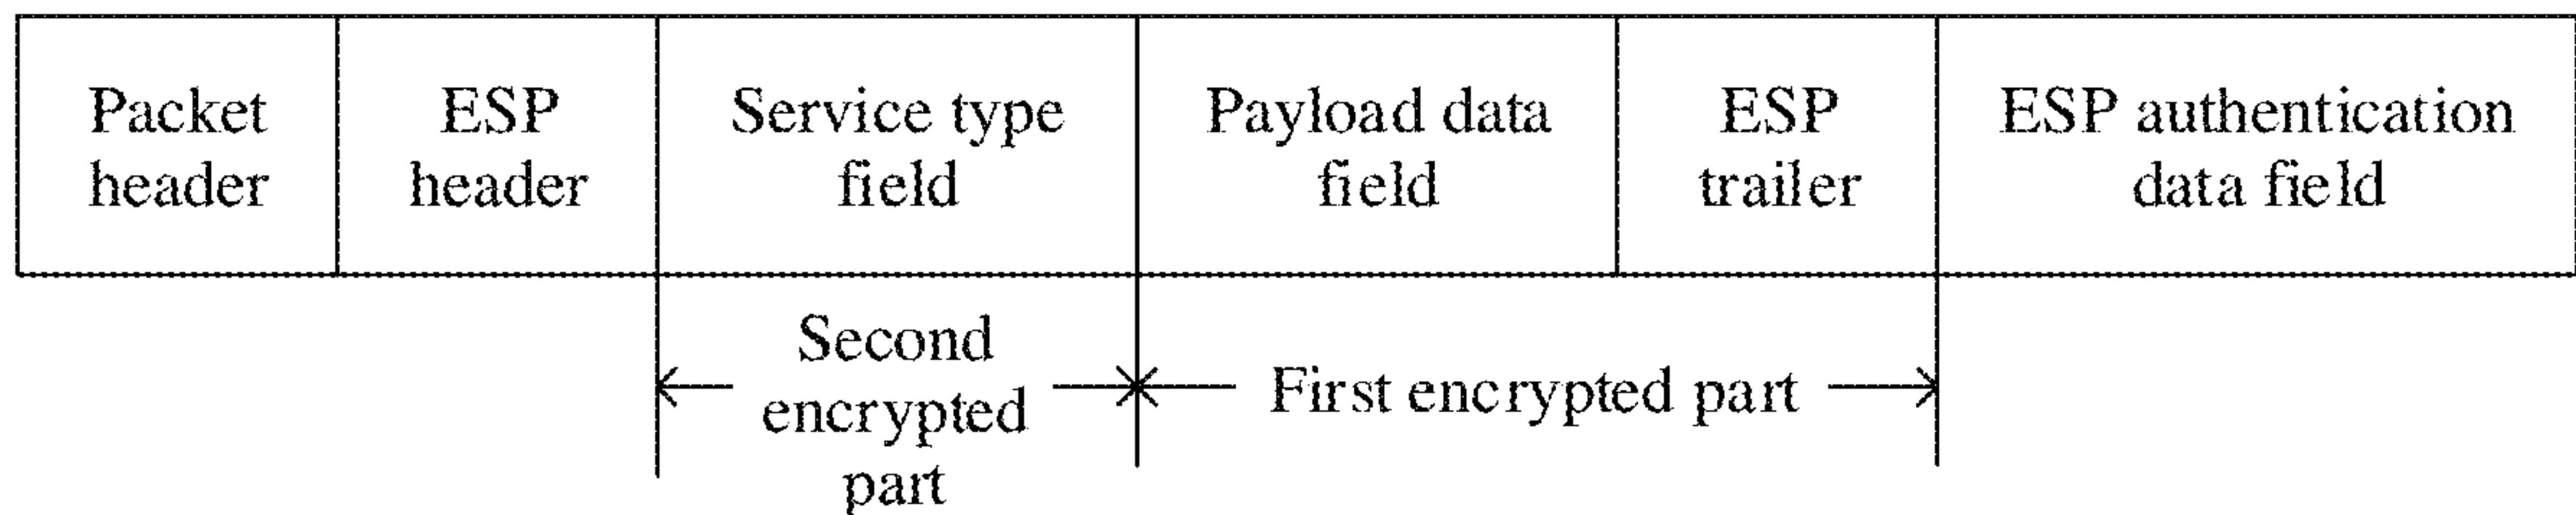 Packet
header
ESP
header
Service type
field
Payload data
field
ESP
trailer
ESP authentication
data field
Second
encrypted
part
First encrypted part